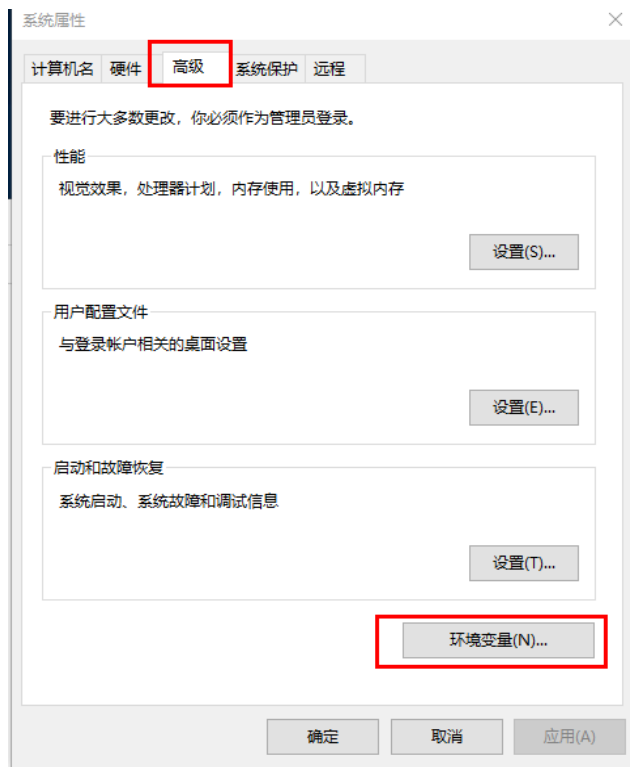 系统属性
计算机名 硬件 高级 系统保护 远程
要进行大多数更改，你必须作为管理员登录。
性能
视觉效果，处理器计划，内存使用，以及虚拟内存
设置(S)...
用户配置文件
与登录帐户相关的桌面设置
设置(E)...
启动和故障恢复
系统启动、系统故障和调试信息
设置(T)...
环境变量(N)...
确定 取消 应用(A)